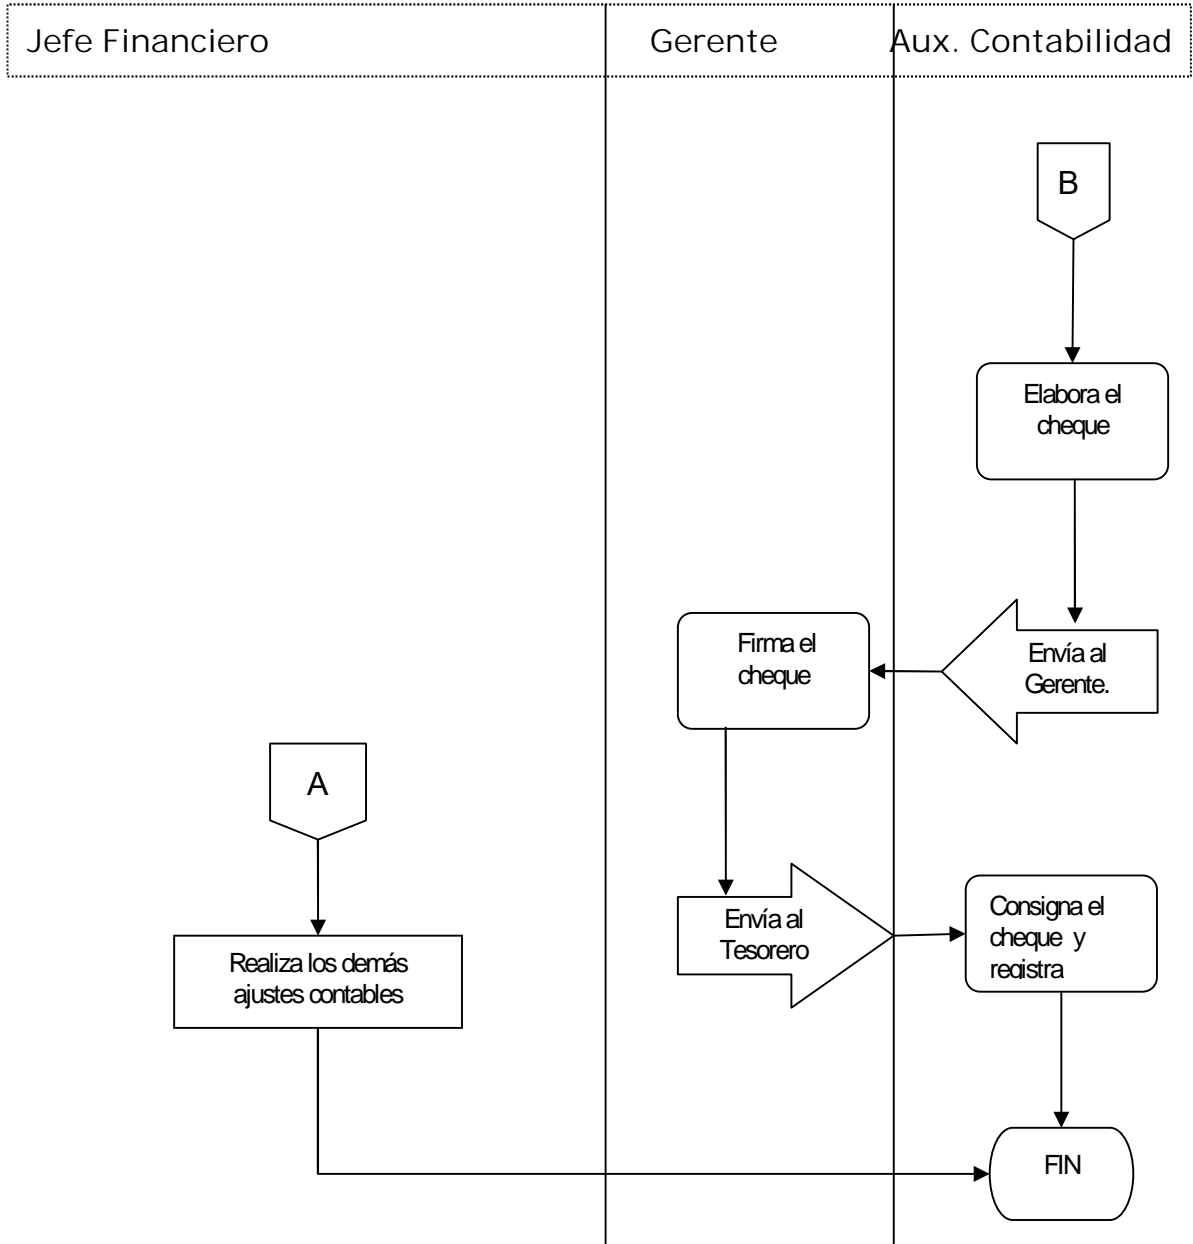 Jefe Financiero
Gerente
Aux. Contabilidad
B
Elabora el
cheque
Envía al
Gerente.
Firma el
cheque
A
Realiza los demás
ajustes contables
Envía al
Tesorero
Consigna el
cheque y
registra
FIN